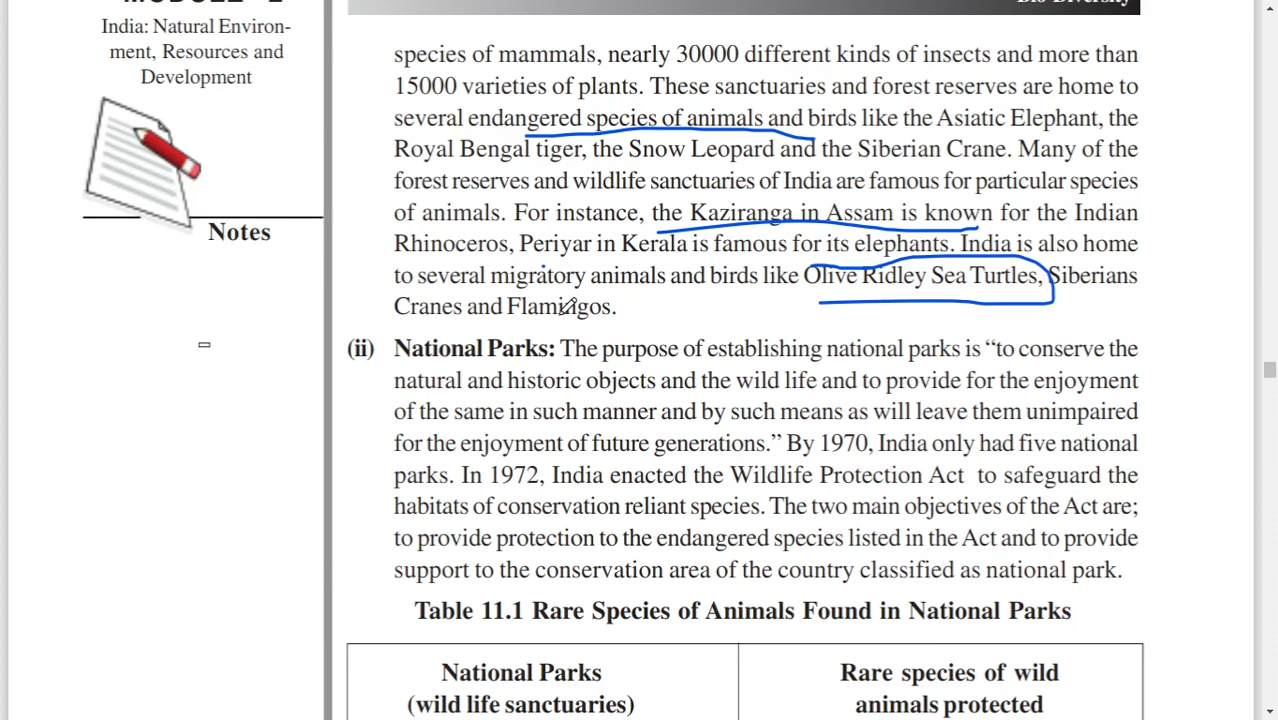 India: Natural Environ-
ment, Resources and
Development
Notes
species of mammals, nearly 30000 different kinds of insects and more than
15000 varieties of plants. These sanctuaries and forest reserves are home to
several endangered species of animals and birds like the Asiatic Elephant, the
Royal Bengal tiger, the Snow Leopard and the Siberian Crane. Many of the
forest reserves and wildlife sanctuaries of India are famous for particular species
of animals. For instance, the Kaziranga in Assam is known for the Indian
Rhinoceros, Periyar in Kerala is famous for its elephants. India is also home
to several migratory animals and birds like Olive Ridley Sea Turtles, Siberians
Cranes and Flamingos.
(ii) National Parks: The purpose of establishing national parks is “to conserve the
natural and historic objects and the wild life and to provide for the enjoyment
of the same in such manner and by such means as will leave them unimpaired
for the enjoyment of future generations.” By 1970, India only had five national
parks. In 1972, India enacted the Wildlife Protection Act to safeguard the
habitats of conservation reliant species. The two main objectives of the Act are;
to provide protection to the endangered species listed in the Act and to provide
support to the conservation area of the country classified as national park.
Table 11.1 Rare Species of Animals Found in National Parks
National Parks
(wild life sanctuaries)
Rare species of wild
animals protected